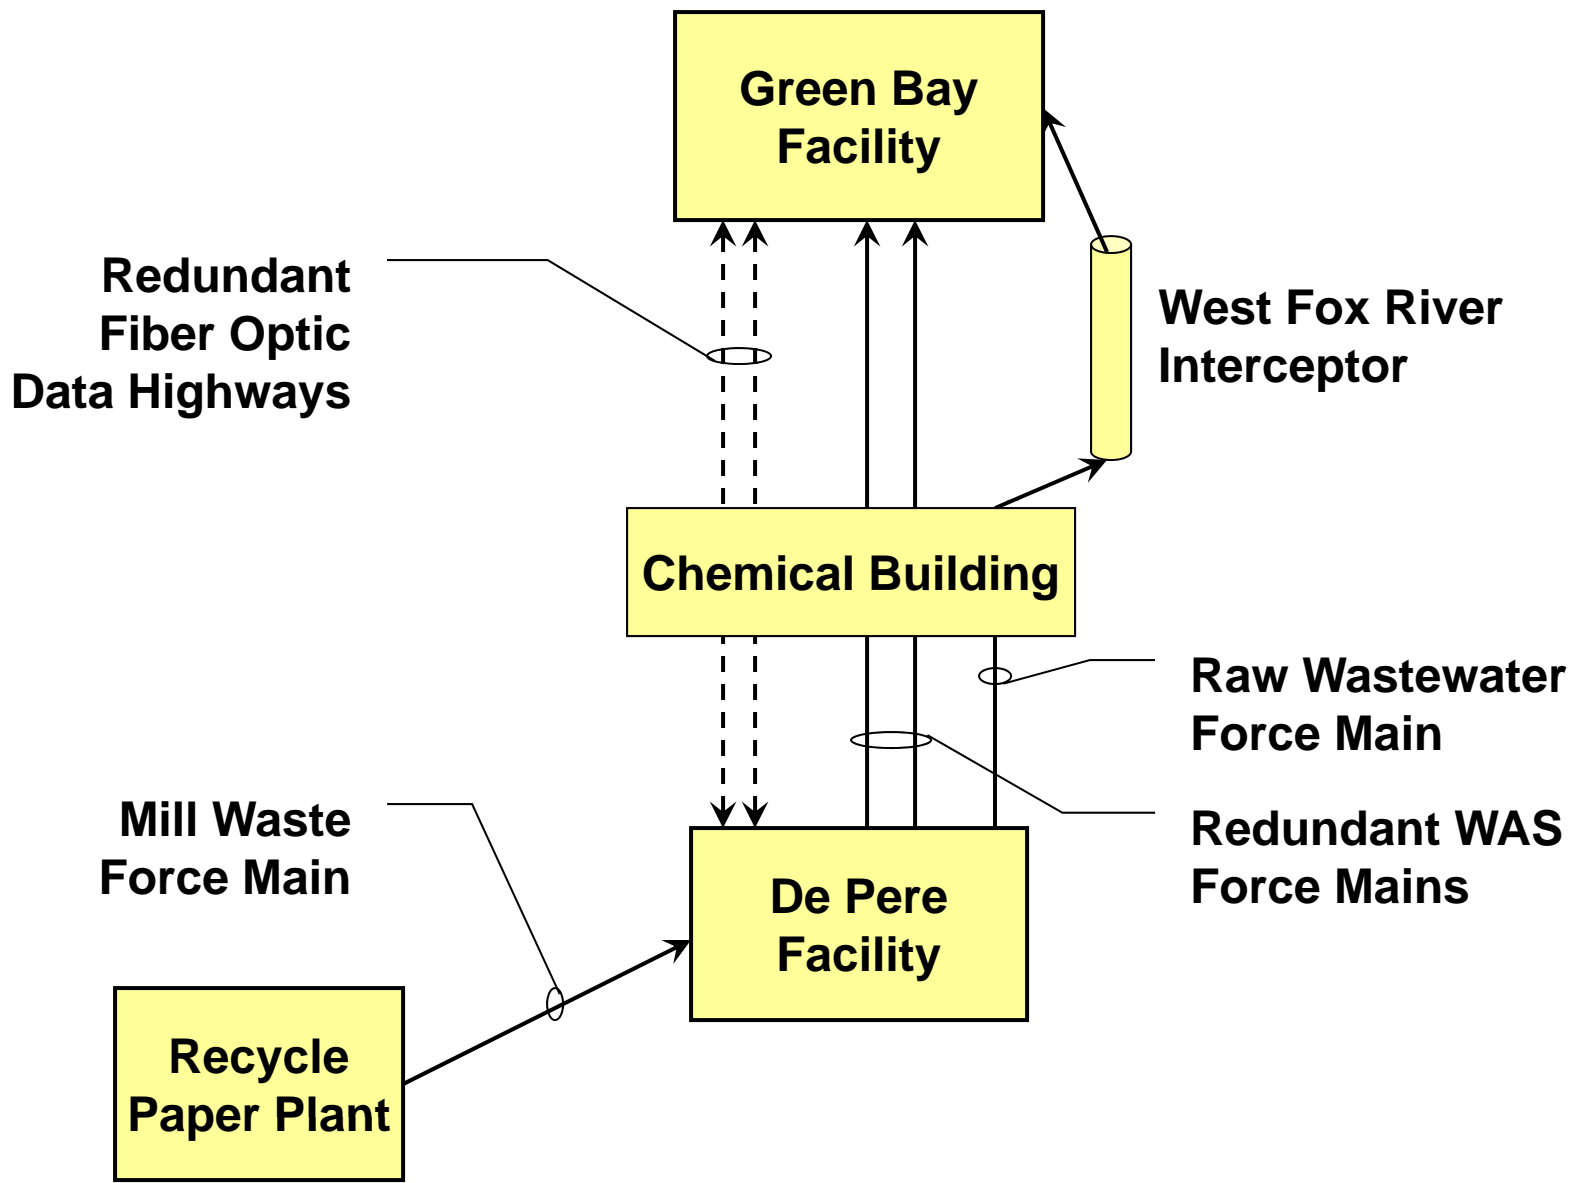 Green Bay
Facility
Redundant
Fiber Optic
Data Highways
West Fox River
Interceptor
Chemical Building
Raw Wastewater
Force Main
Mill Waste
Force Main
Redundant WAS
Force Mains
De Pere
Facility
Recycle
Paper Plant